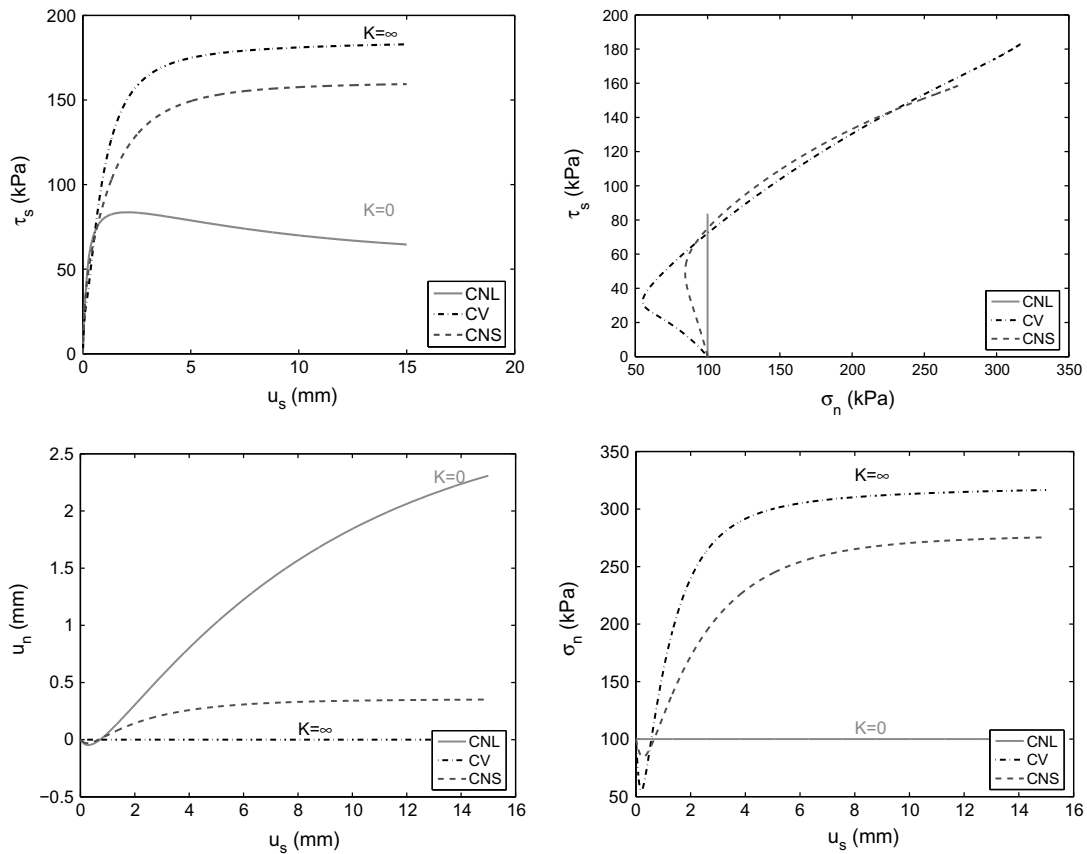 200
150
100
50
0
0
5
10
15
20
τs (kPa)
us (mm)
K=∞
K=0
CNL
CV
CNS
200
180
160
140
120
100
80
60
40
20
0
50
100
150
200
250
300
350
τs (kPa)
σn (kPa)
CNL
CV
CNS
2.5
2
1.5
1
0.5
0
−0.5
0
2
4
6
8
10
12
14
16
un (mm)
us (mm)
K=0
K=∞
CNL
CV
CNS
350
300
250
200
150
100
50
0
2
4
6
8
10
12
14
16
σn (kPa)
us (mm)
K=∞
K=0
CNL
CV
CNS